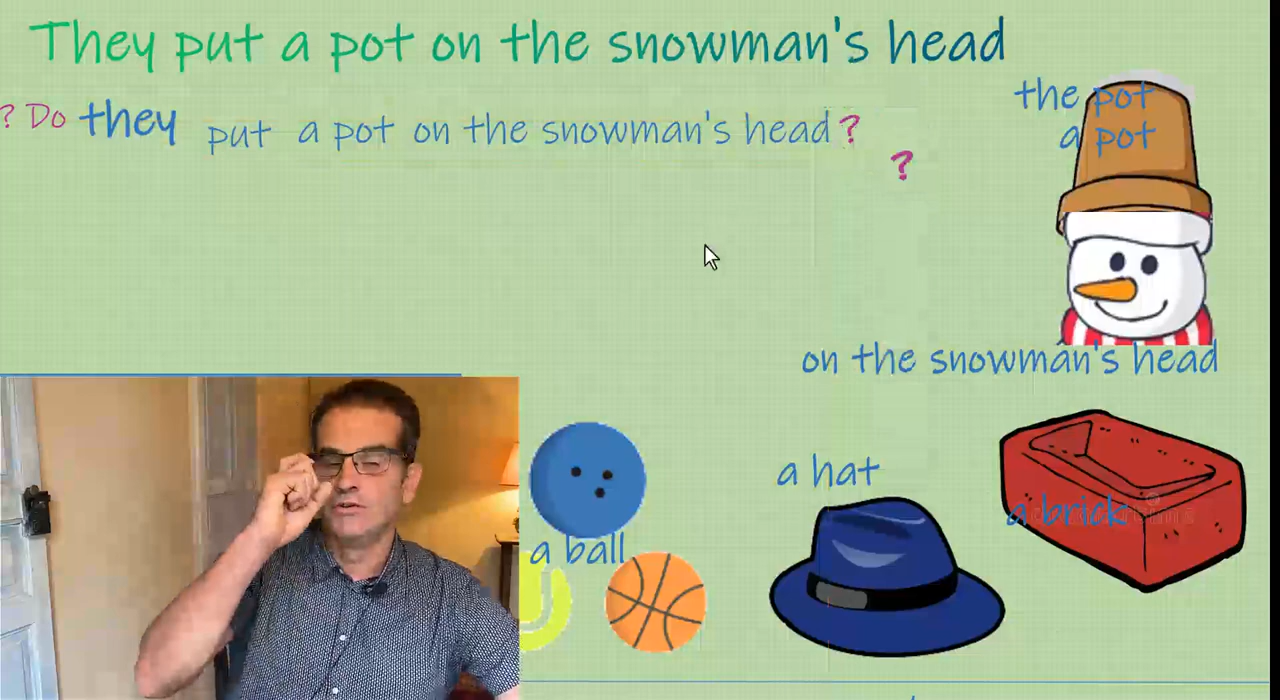 They put a pot on the snowman's head
? Do they put a pot on the snowman's head?
?
the pot
a pot
on the snowman's head
a hat
a brick
a ball